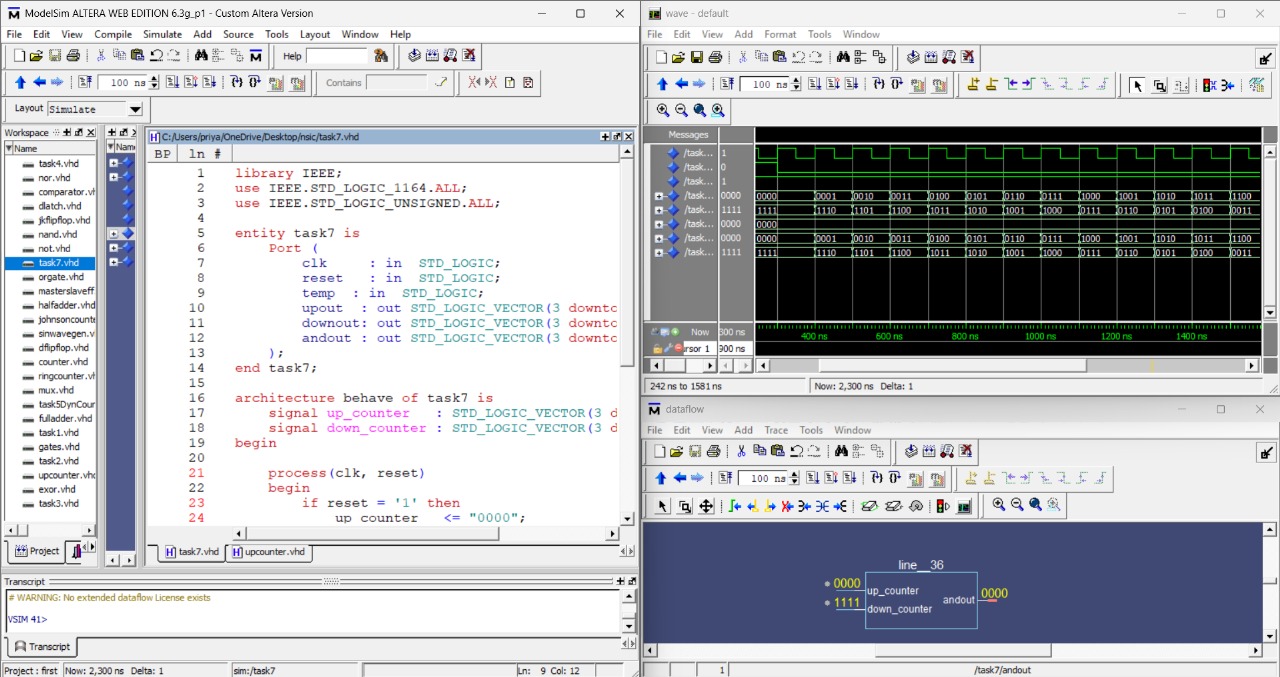 ModelSim ALTERA WEB EDITION 6.3g_p1 - Custom Altera Version
File Edit View Compile Simulate Add Source Tools Layout Window Help
Help
100 ns
Contains
Layout Simulate
Workspace
Name
task4.vhd
nor.vhd
comparator.vh
dlatch.vhd
jkflipflop.vhd
nand.vhd
not.vhd
task7.vhd
orgate.vhd
masterslaveff
halfadder.vhd
johnsoncount
sinwavegen.v
dflipflop.vhd
counter.vhd
ringcounter.vh
mux.vhd
task5DynCour
fulladder.vhd
task1.vhd
gates.vhd
task2.vhd
upcounter.vhd
exor.vhd
task3.vhd
Project
Name
C:/Users/priya/OneDrive/Desktop/nsic/task7.vhd
BP ln #
1 library IEEE;
2 use IEEE.STD_LOGIC_1164.ALL;
3 use IEEE.STD_LOGIC_UNSIGNED.ALL;
4
5 entity task7 is
6 Port (
7 clk : in STD_LOGIC;
8 reset : in STD_LOGIC;
9 temp : in STD_LOGIC;
10 upout : out STD_LOGIC_VECTOR(3 downtc
11 downout: out STD_LOGIC_VECTOR(3 downtc
12 andout : out STD_LOGIC_VECTOR(3 downtc
13 );
14 end task7;
15
16 architecture behave of task7 is
17 signal up_counter : STD_LOGIC_VECTOR(3 d
18 signal down_counter : STD_LOGIC_VECTOR(3 d
19 begin
20
21 process(clk, reset)
22 begin
23 if reset = '1' then
24 up_counter <= "0000";
task7.vhd upcounter.vhd
Transcript
# WARNING: No extended dataflow License exists
VSIM 41>
Transcript
Project : first Now: 2,300 ns Delta: 1 sim:/task7 Ln: 9 Col: 12
wave - default
File Edit View Add Format Tools Window
100 ns
Messages
/task... 1
/task... 0
/task... 1
/task... 0000 0000 0001 0010 0011 0100 0101 0110 0111 1000 1001 1010 1011 1100
/task... 1111 1111 1110 1101 1100 1011 1010 1001 1000 0111 0110 0101 0100 0011
/task... 0000 0000
/task... 0000 0000 0001 0010 0011 0100 0101 0110 0111 1000 1001 1010 1011 1100
/task... 1111 1111 1110 1101 1100 1011 1010 1001 1000 0111 0110 0101 0100 0011
Now 300 ns 400 ns 600 ns 800 ns 1000 ns 1200 ns 1400 ns
rsor 1 900 ns
242 ns to 1581 ns Now: 2,300 ns Delta: 1
dataflow
File Edit View Add Trace Tools Window
100 ns
line__36
0000 up_counter
andout 0000
1111 down_counter
1 /task7/andout